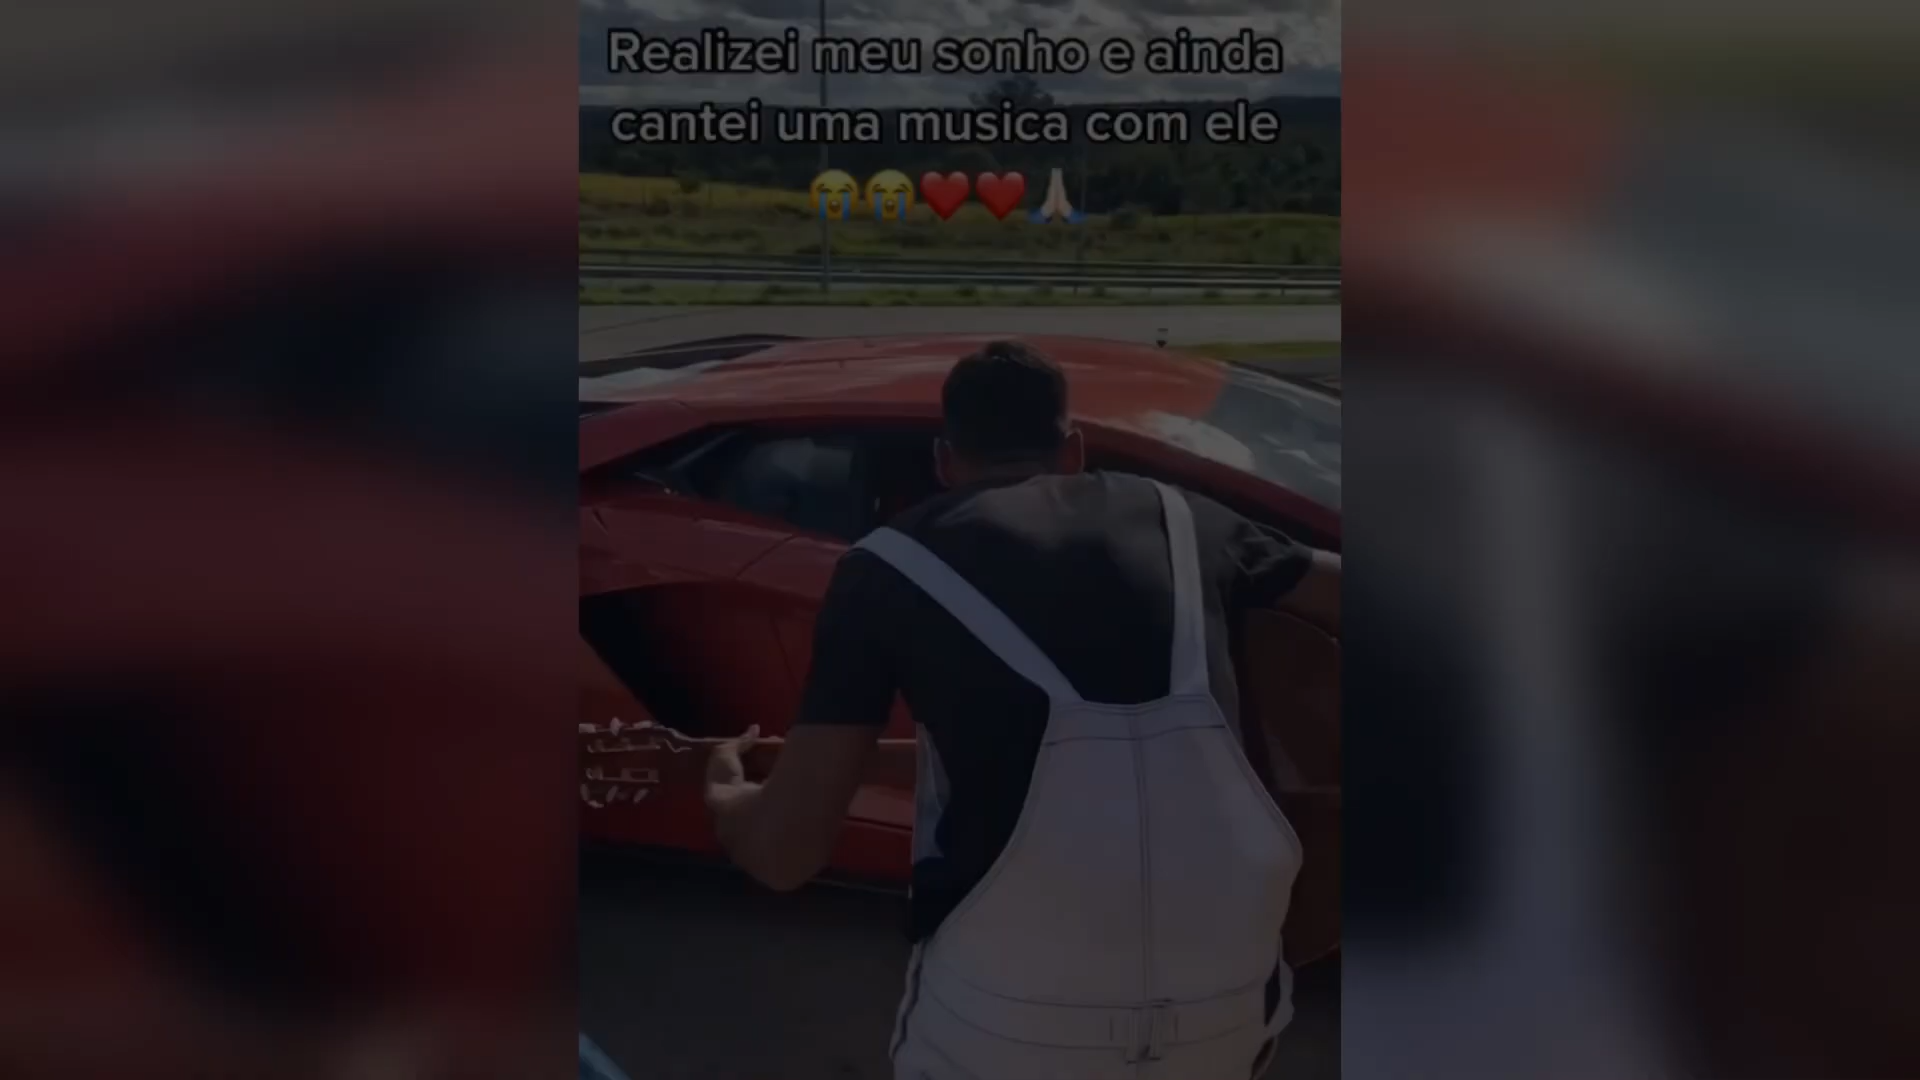 Realizei meu sonho e ainda
cantei uma musica com ele
😭😭❤️❤️🙏🏻